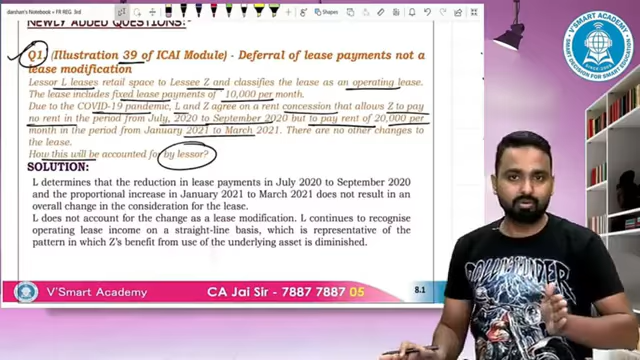 darshan's Notebook » FR REG. 3rd
NEWLY ADDED QUESTIONS:-
V'SMART ACADEMY
Q1. (Illustration 39 of ICAI Module) - Deferral of lease payments not a
lease modification
Lessor L leases retail space to Lessee Z and classifies the lease as an operating lease.
The lease includes fixed lease payments of 10,000 per month.
Due to the COVID-19 pandemic, L and Z agree on a rent concession that allows Z to pay
no rent in the period from July, 2020 to September 2020 but to pay rent of 20,000 per
month in the period from January 2021 to March 2021. There are no other changes to
the lease.
How this will be accounted for by lessor?
SOLUTION:
L determines that the reduction in lease payments in July 2020 to September 2020
and the proportional increase in January 2021 to March 2021 does not result in an
overall change in the consideration for the lease.
L does not account for the change as a lease modification. L continues to recognise
operating lease income on a straight-line basis, which is representative of the
pattern in which Z's benefit from use of the underlying asset is diminished.
V'Smart Academy
CA Jai Sir - 7887 7887 05
8.1